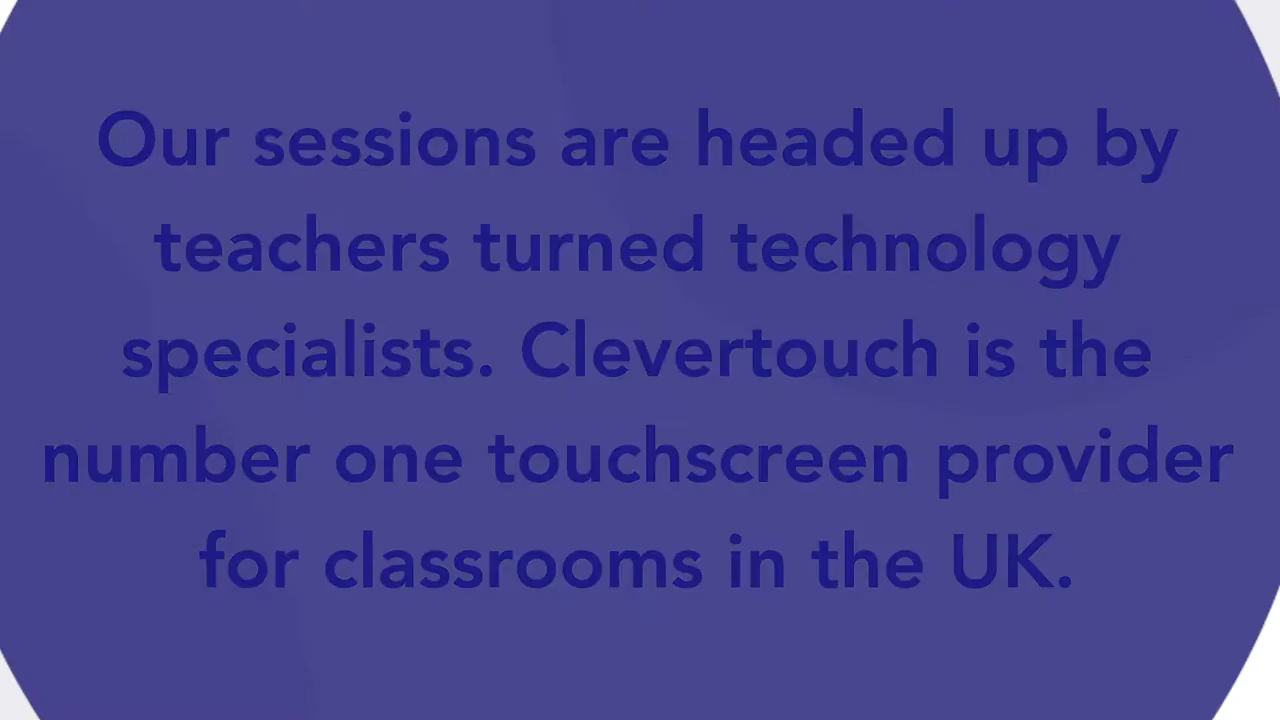 Our sessions are headed up by
teachers turned technology
specialists. Clevertouch is the
number one touchscreen provider
for classrooms in the UK.